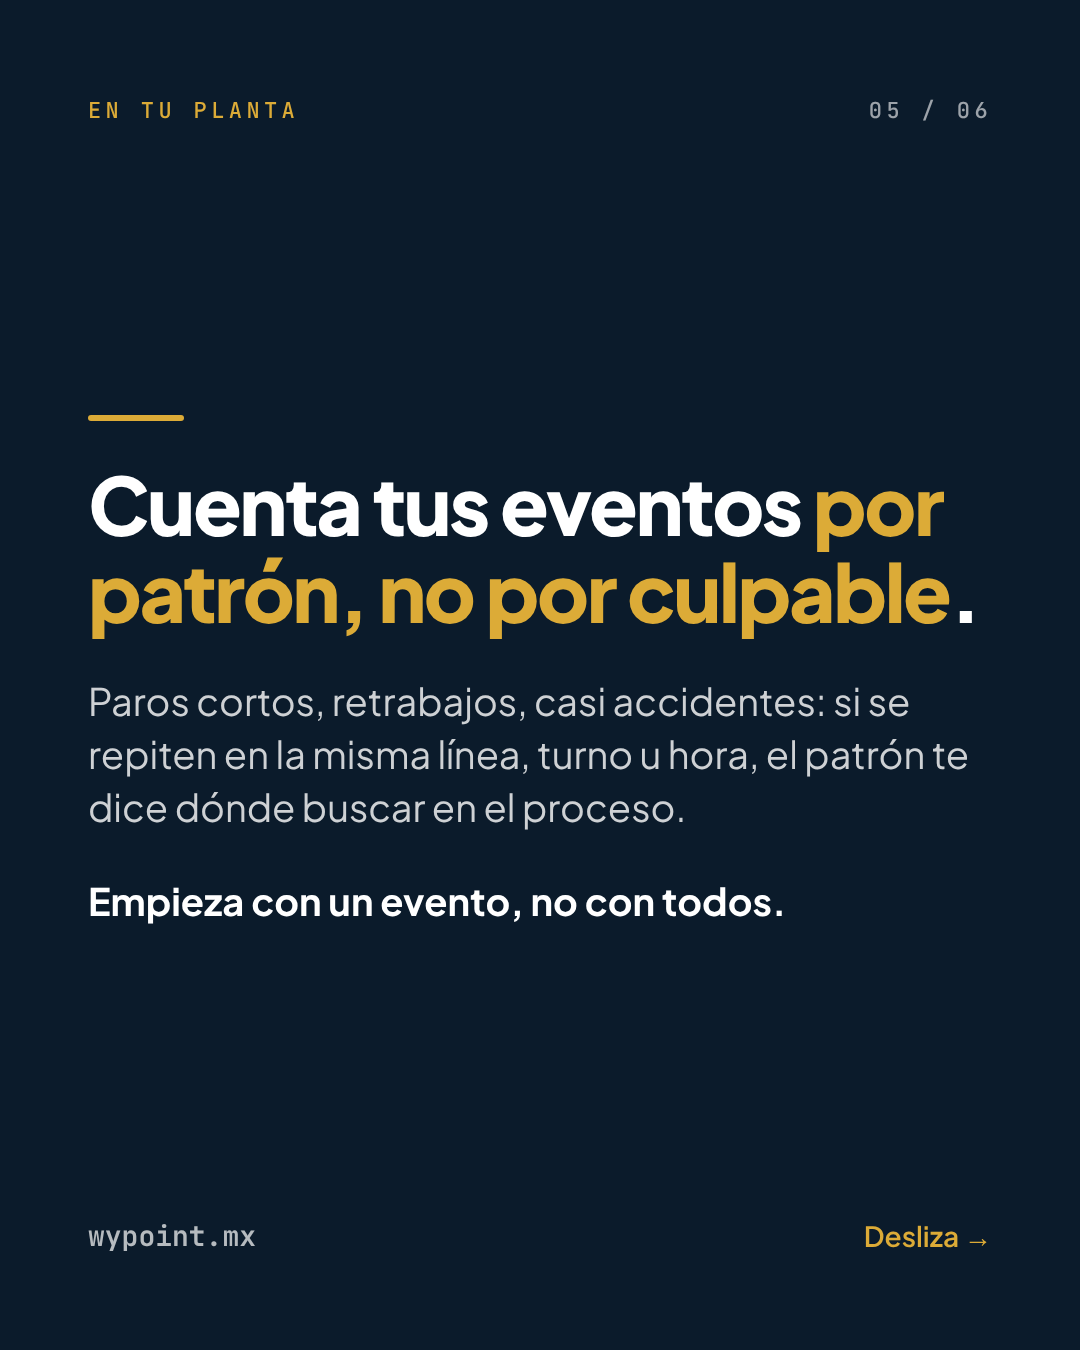 EN TU PLANTA
05 / 06
Cuenta tus eventos por
patrón, no por culpable.
Paros cortos, retrabajos, casi accidentes: si se
repiten en la misma línea, turno u hora, el patrón te
dice dónde buscar en el proceso.
Empieza con un evento, no con todos.
wypoint.mx
Desliza →